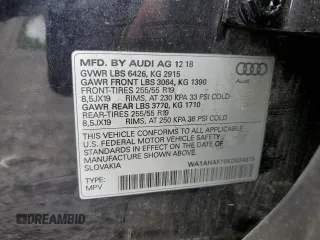 MFD. BY AUDI AG 12 18
GVWR LBS 6426, KG 2915
GAWR FRONT LBS 3064, KG 1390
FRONT-TIRES 255/55 R19
8,5JX19 RIMS, AT 230 KPA 33 PSI COLD
GAWR REAR LBS 3770, KG 1710
REAR-TIRES 255/55 R19
8,5JX19 RIMS, AT 250 KPA 36 PSI COLD
Audi
THIS VEHICLE CONFORMS TO ALL APPLICABLE
U.S. FEDERAL MOTOR VEHICLE SAFETY STANDARDS
IN EFFECT ON THE DATE OF MANUFACTURE
SHOWN ABOVE.
SLOVAKIA
TYPE:
MPV